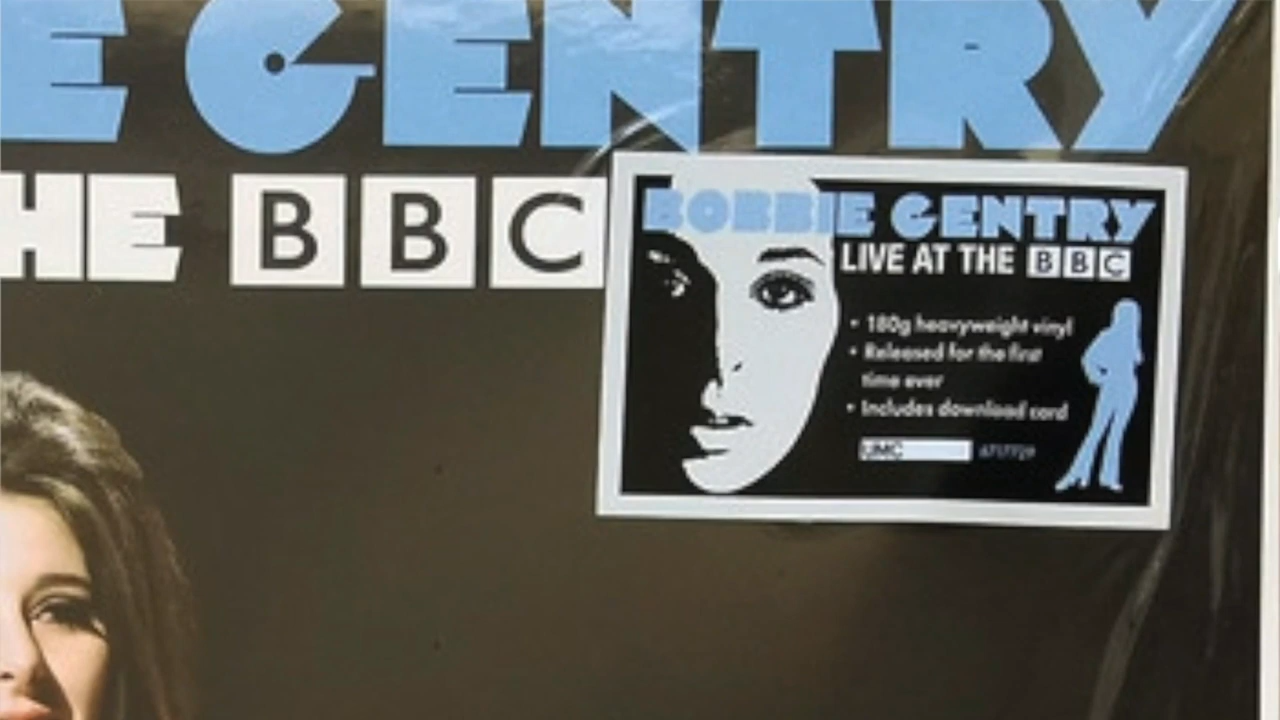 E GENTRY
HE BBC
BOBBIE GENTRY
LIVE AT THE BBC
• 180g heavyweight vinyl
• Released for the first
time ever
• Includes download card
UMC 6717729